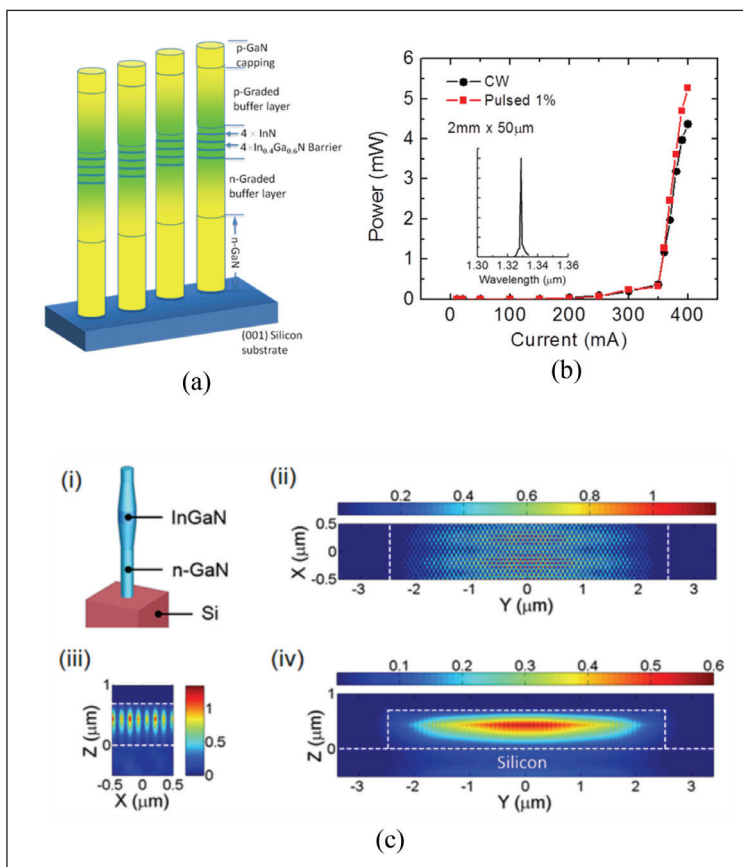 p-GaN
capping
p-Graded
buffer layer
4 × InN
4×In0.4Ga0.6N Barrier
n-Graded
buffer layer
n-GaN
(001) Silicon
substrate
(a)
Power (mW)
6
5
4
3
2
1
0
CW
Pulsed 1%
2mm x 50μm
1.30 1.32 1.34 1.36
Wavelength (μm)
0 100 200 300 400
Current (mA)
(b)
(i)
InGaN
n-GaN
Si
(ii)
0.2 0.4 0.6 0.8 1
X (μm)
0.5
0
-0.5
-3 -2 -1 0 1 2 3
Y (μm)
(iii)
Z (μm)
1
0
-0.5 0 0.5
X (μm)
1
0.5
0
(iv)
0.1 0.2 0.3 0.4 0.5 0.6
Z (μm)
1
0
Silicon
-3 -2 -1 0 1 2 3
Y (μm)
(c)